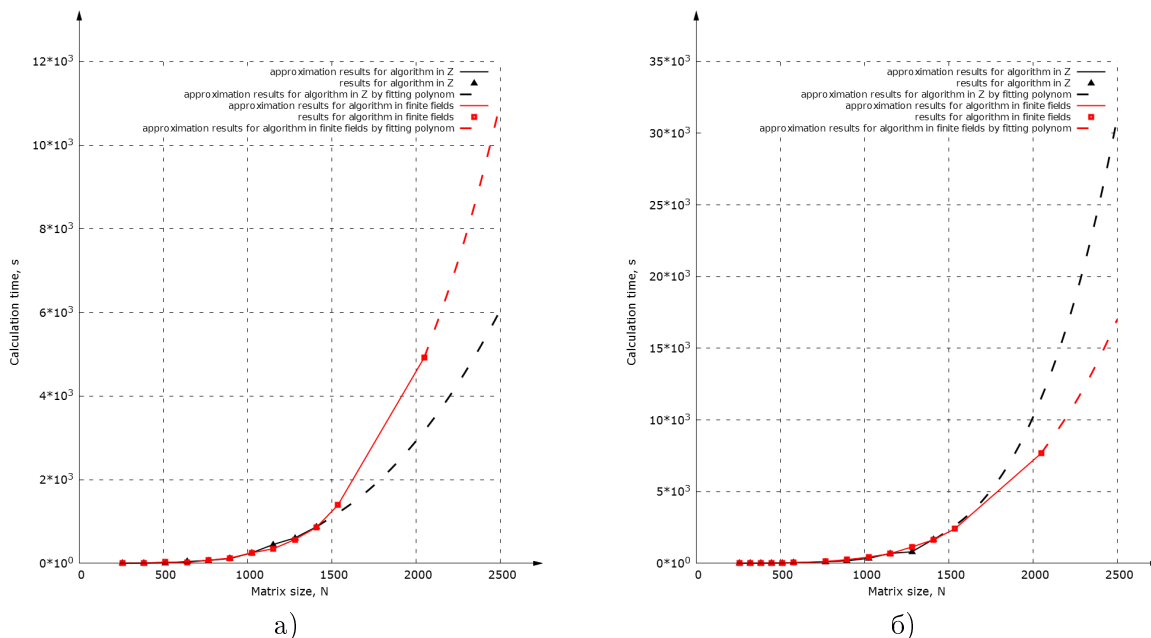 12*10³
10*10³
8*10³
6*10³
4*10³
2*10³
0*10⁰
0
500
1000
1500
2000
2500
Calculation time, s
Matrix size, N
approximation results for algorithm in Z
results for algorithm in Z
approximation results for algorithm in Z by fitting polynom
approximation results for algorithm in finite fields
results for algorithm in finite fields
approximation results for algorithm in finite fields by fitting polynom
а)
35*10³
30*10³
25*10³
20*10³
15*10³
10*10³
5*10³
0*10⁰
0
500
1000
1500
2000
2500
Calculation time, s
Matrix size, N
approximation results for algorithm in Z
results for algorithm in Z
approximation results for algorithm in Z by fitting polynom
approximation results for algorithm in finite fields
results for algorithm in finite fields
approximation results for algorithm in finite fields by fitting polynom
б)